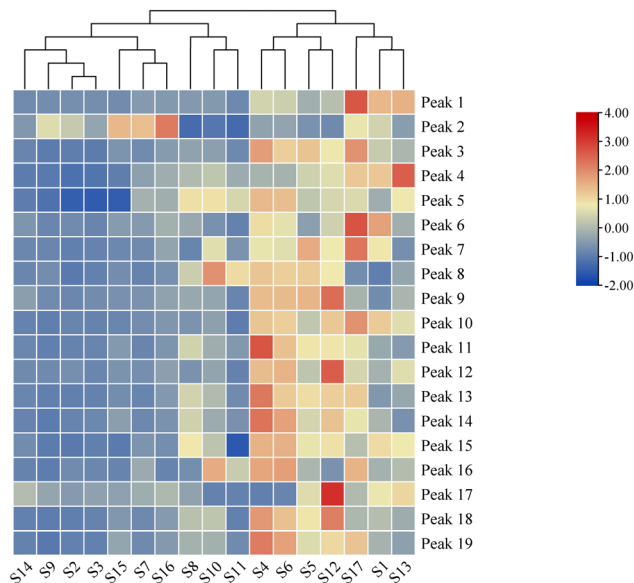 Peak 1
Peak 2
Peak 3
Peak 4
Peak 5
Peak 6
Peak 7
Peak 8
Peak 9
Peak 10
Peak 11
Peak 12
Peak 13
Peak 14
Peak 15
Peak 16
Peak 17
Peak 18
Peak 19
4.00
3.00
2.00
1.00
0.00
-1.00
-2.00
S14 S9 S2 S3 S15 S7 S16 S8 S10 S11 S4 S6 S5 S12 S17 S1 S13